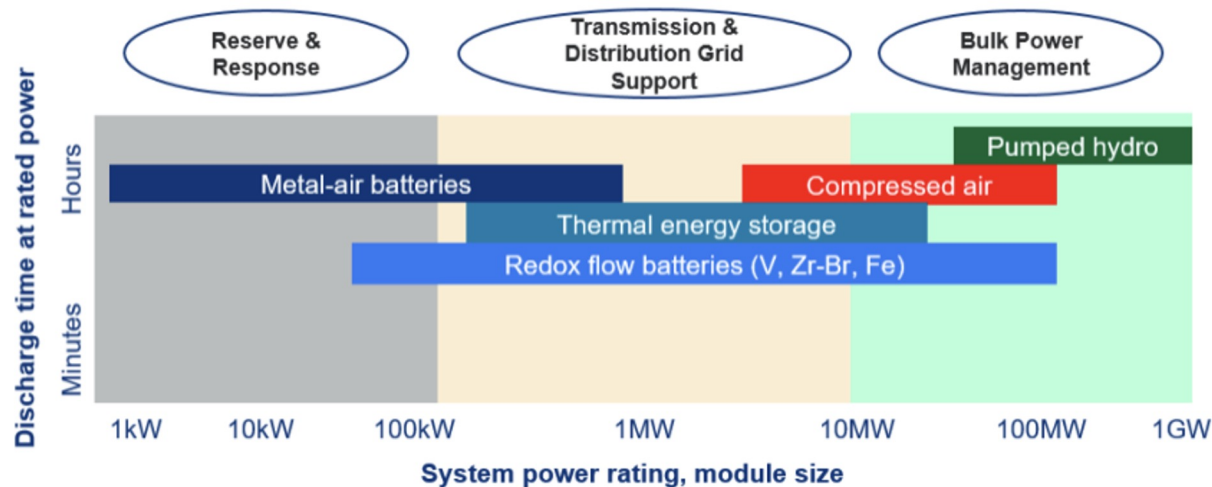 Reserve &
Response
Transmission &
Distribution Grid
Support
Bulk Power
Management
Discharge time at rated power
Hours
Minutes
Pumped hydro
Metal-air batteries
Compressed air
Thermal energy storage
Redox flow batteries (V, Zr-Br, Fe)
1kW 10kW 100kW 1MW 10MW 100MW 1GW
System power rating, module size